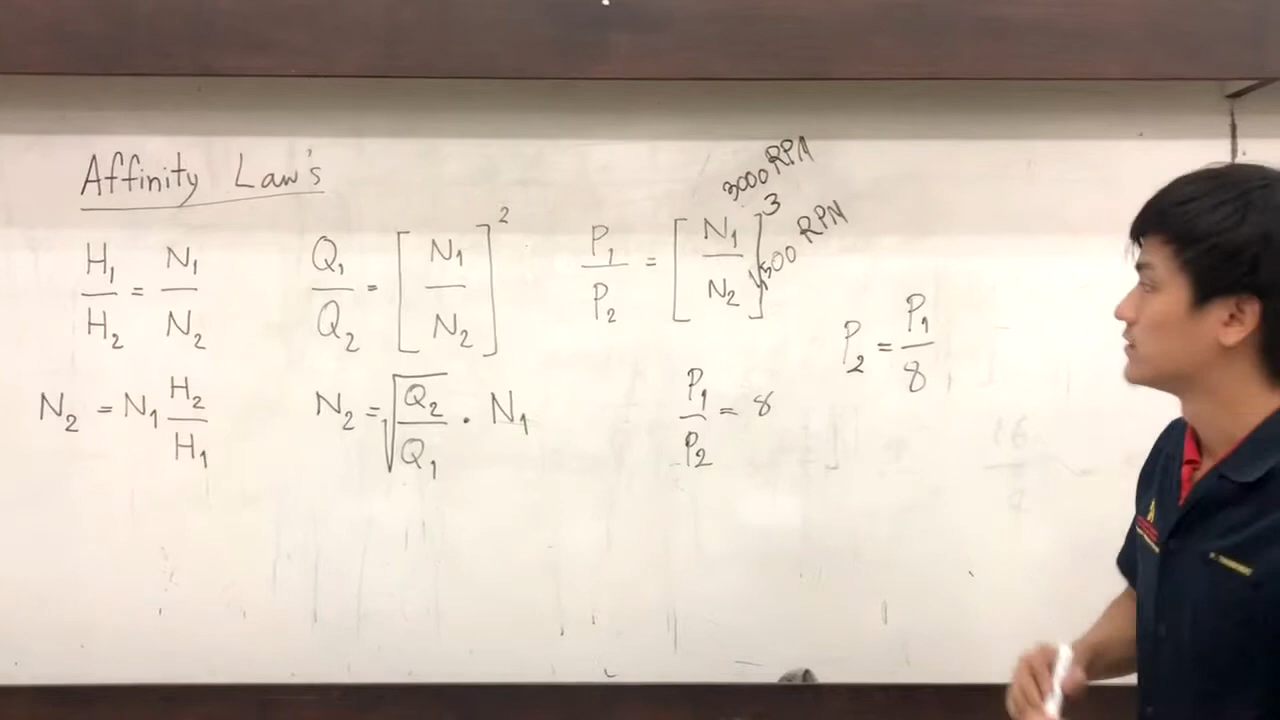 Affinity Law's
H1/H2 = N1/N2
Q1/Q2 = [N1/N2]²
P1/P2 = [N1/N2]³
3000 RPM
1500 RPM
N2 = N1 H2/H1
N2 = √(Q2/Q1) · N1
P1/P2 = 8
P2 = P1/8